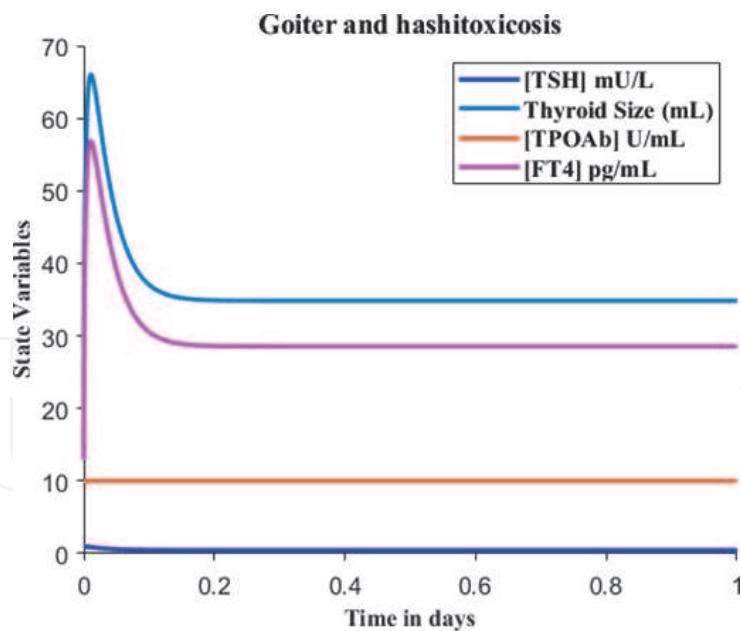 Goiter and hashitoxicosis
[TSH] mU/L
Thyroid Size (mL)
[TPOAb] U/mL
[FT4] pg/mL
State Variables
70
60
50
40
30
20
10
0
0 0.2 0.4 0.6 0.8 1
Time in days